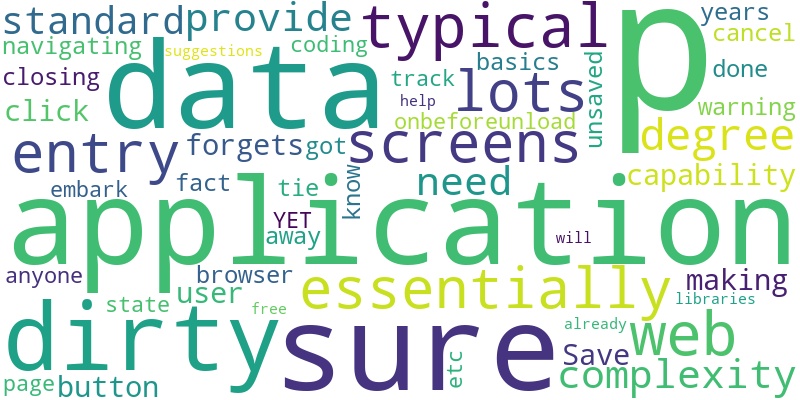 standard provide typical p years
navigating suggestions coding cancel
closing data track basics lots unsaved done
click help onbeforeunload warning
entry forgets got screens degree
embark fact tie know need capability
application YET away will
anyone browser essentially making
state user free libraries
dirty sure already web
page button etc Save complexity